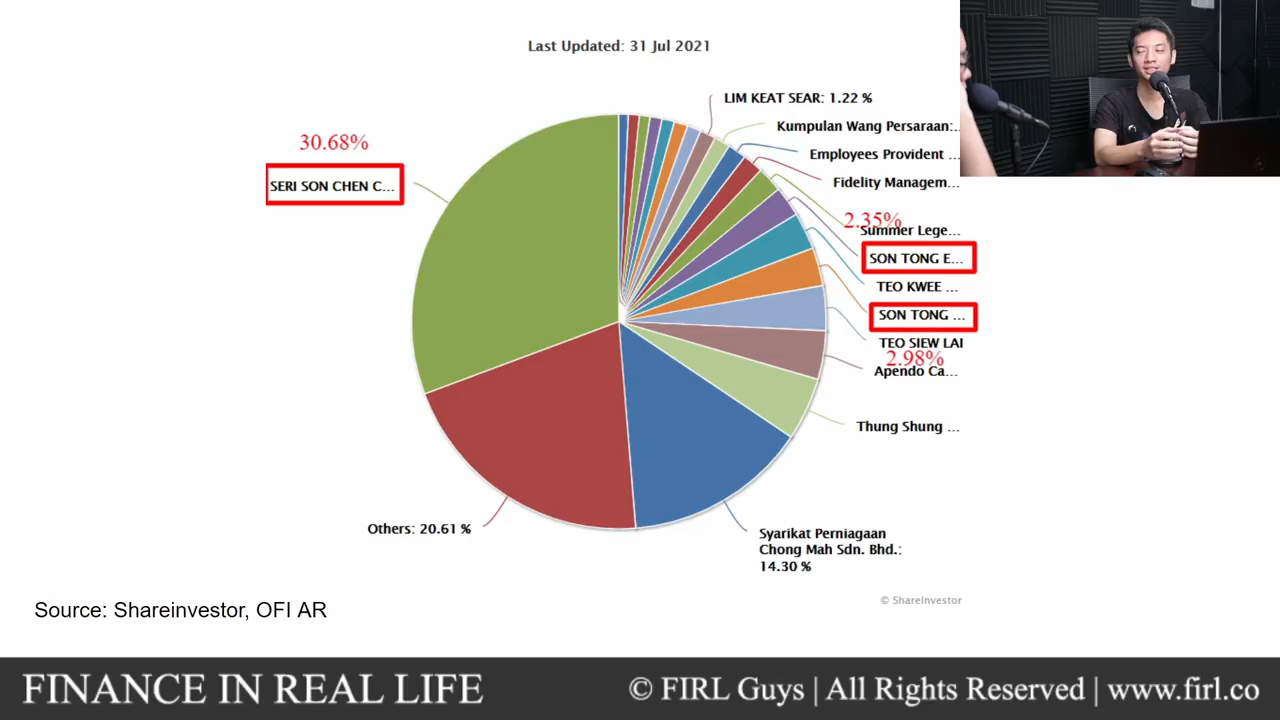 Last Updated: 31 Jul 2021
LIM KEAT SEAR: 1.22 %
30.68%
Kumpulan Wang Persaraan:...
Employees Provident ...
SERI SON CHEN C...
Fidelity Managem...
2.35%
Summer Lege...
SON TONG E...
TEO KWEE ...
SON TONG ...
TEO SIEW LAI
2.98%
Apendo Ca...
Thung Shung ...
Others: 20.61 %
Syarikat Perniagaan
Chong Mah Sdn. Bhd.:
14.30 %
© ShareInvestor
Source: Shareinvestor, OFI AR
FINANCE IN REAL LIFE
© FIRL Guys | All Rights Reserved | www.firl.co